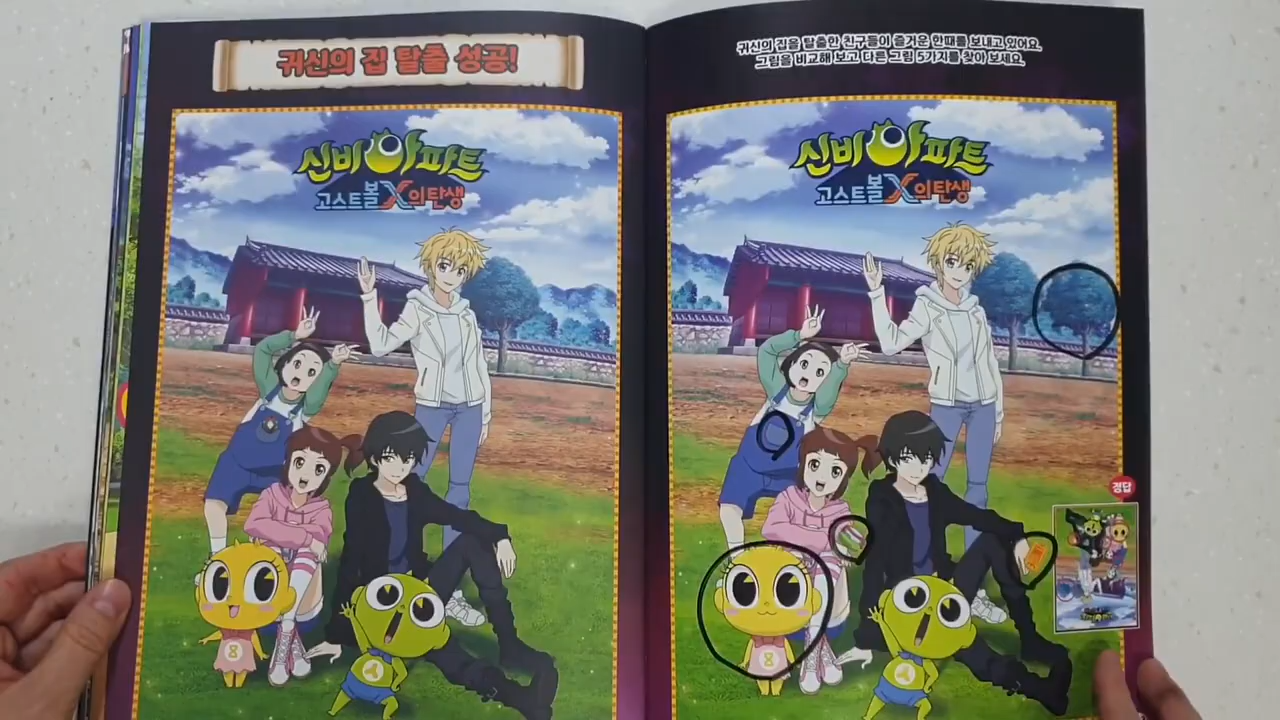 귀신의 집 탈출 성공!
신비아파트
고스트볼X의탄생
귀신의 집을 탈출한 친구들이 즐거운 한때를 보내고 있어요.
그림을 비교해 보고 다른 그림 5가지를 찾아 보세요.
신비아파트
고스트볼X의탄생
정답